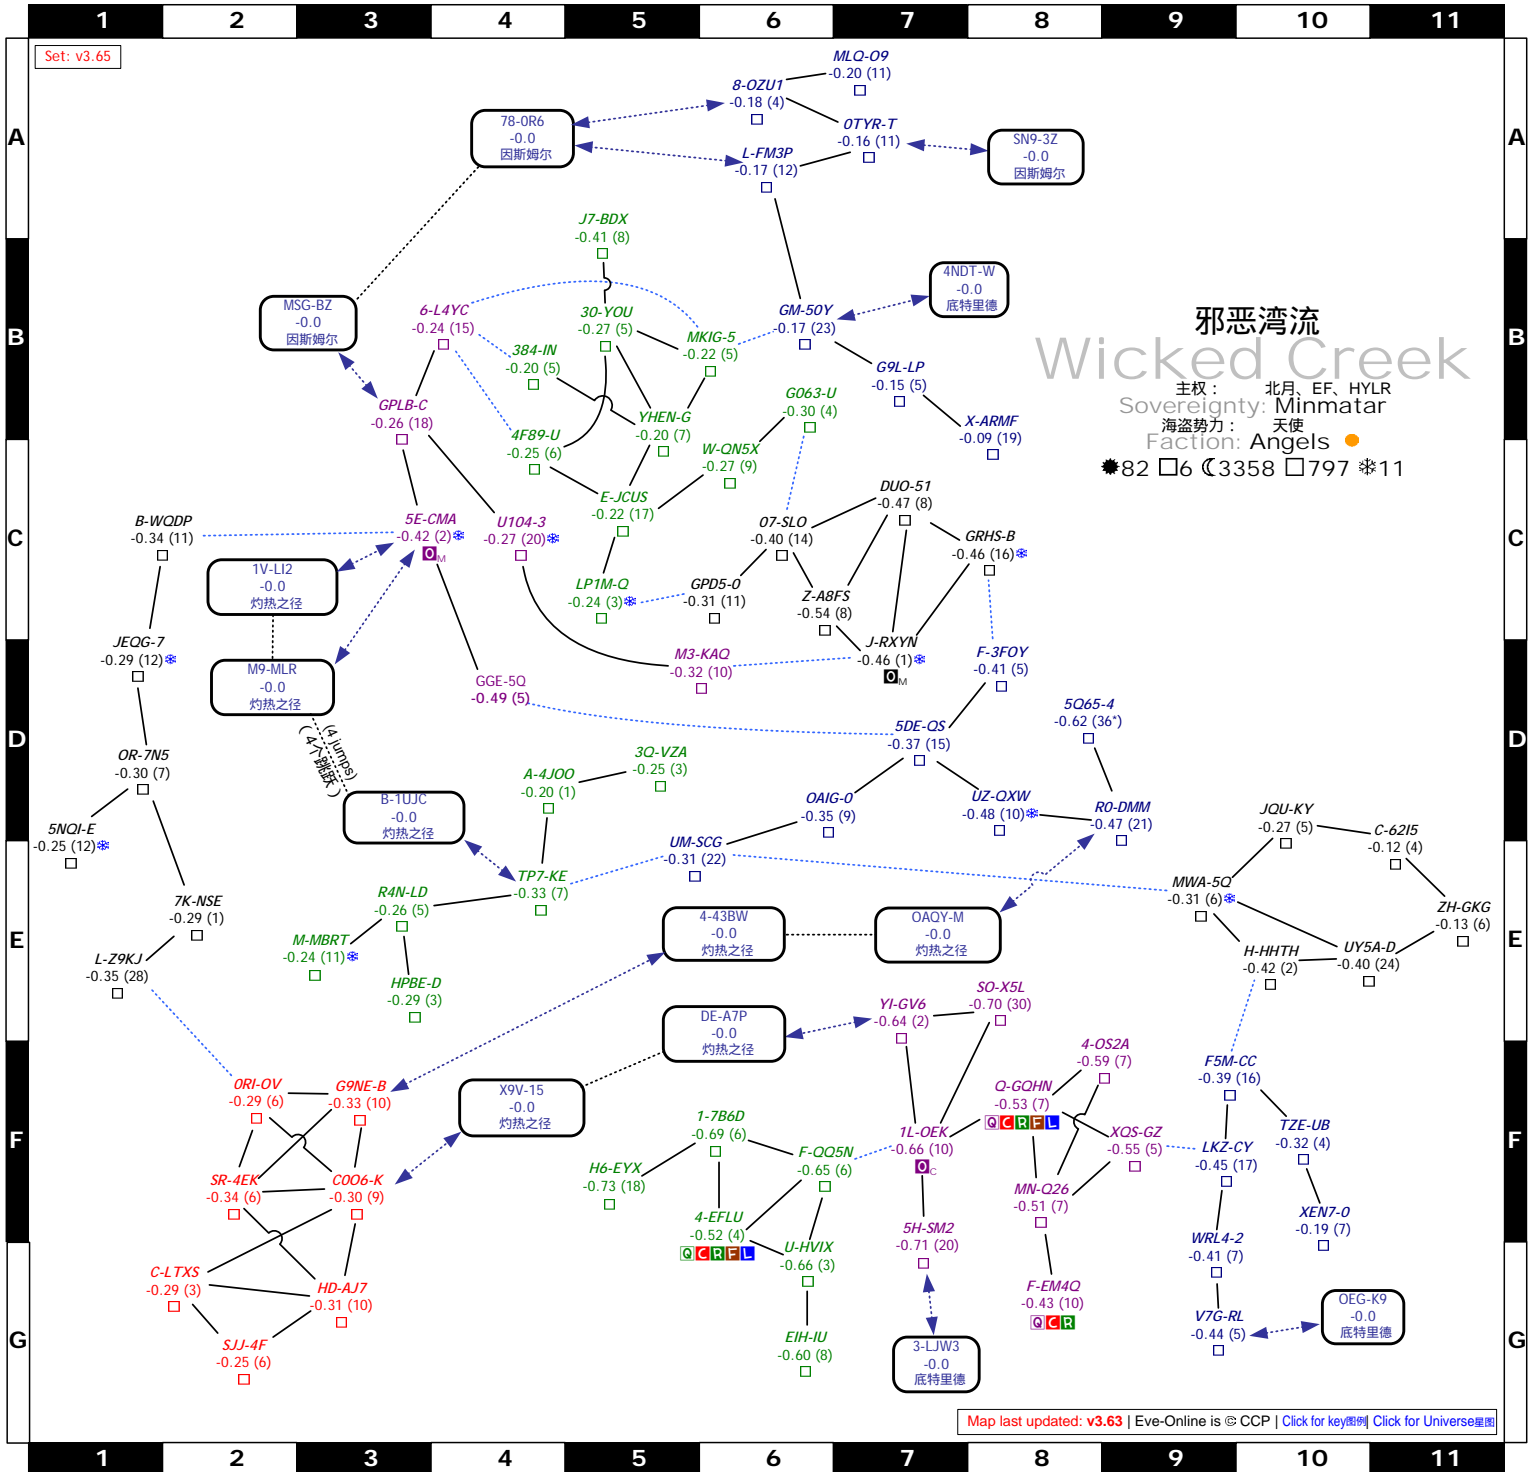 1 2 3 4 5 6 7 8 9 10 11
Set: v3.65
A
A
MLQ-O9
-0.20 (11)
8-OZU1
-0.18 (4)
78-0R6
-0.0
因斯姆尔
0TYR-T
-0.16 (11)
SN9-3Z
-0.0
因斯姆尔
L-FM3P
-0.17 (12)
J7-BDX
-0.41 (8)
B
B
MSG-BZ
-0.0
因斯姆尔
6-L4YC
-0.24 (15)
30-YOU
-0.27 (5)
4NDT-W
-0.0
底特里德
GM-50Y
-0.17 (23)
MKIG-5
-0.22 (5)
384-IN
-0.20 (5)
G9L-LP
-0.15 (5)
邪恶湾流
Wicked Creek
主权： 北月、EF、HYLR
Sovereignty: Minmatar
海盗势力： 天使
Faction: Angels
82 6 3358 797 11
GPLB-C
-0.26 (18)
G063-U
-0.30 (4)
YHEN-G
-0.20 (7)
X-ARMF
-0.09 (19)
4F89-U
-0.25 (6)
W-QN5X
-0.27 (9)
C
C
E-JCUS
-0.22 (17)
DUO-51
-0.47 (8)
B-WQDP
-0.34 (11)
5E-CMA
-0.42 (2)
O M
U104-3
-0.27 (20)
07-SLO
-0.40 (14)
GRHS-B
-0.46 (16)
1V-LI2
-0.0
灼热之径
LP1M-Q
-0.24 (3)
GPD5-0
-0.31 (11)
Z-A8FS
-0.54 (8)
JEQG-7
-0.29 (12)
M9-MLR
-0.0
灼热之径
M3-KAQ
-0.32 (10)
J-RXYN
-0.46 (1)
O M
F-3FOY
-0.41 (5)
GGE-5Q
-0.49 (5)
D
D
5Q65-4
-0.62 (36*)
5DE-QS
-0.37 (15)
(4 jumps)
( 4个跳跃 )
OR-7N5
-0.30 (7)
3Q-VZA
-0.25 (3)
A-4JOO
-0.20 (1)
B-1UJC
-0.0
灼热之径
OAIG-0
-0.35 (9)
UZ-QXW
-0.48 (10)
R0-DMM
-0.47 (21)
JQU-KY
-0.27 (5)
5NQI-E
-0.25 (12)
C-62I5
-0.12 (4)
UM-SCG
-0.31 (22)
E
E
TP7-KE
-0.33 (7)
R4N-LD
-0.26 (5)
7K-NSE
-0.29 (1)
MWA-5Q
-0.31 (6)
4-43BW
-0.0
灼热之径
OAQY-M
-0.0
灼热之径
ZH-GKG
-0.13 (6)
M-MBRT
-0.24 (11)
L-Z9KJ
-0.35 (28)
H-HHTH
-0.42 (2)
UY5A-D
-0.40 (24)
HPBE-D
-0.29 (3)
SO-X5L
-0.70 (30)
YI-GV6
-0.64 (2)
DE-A7P
-0.0
灼热之径
F
F
4-OS2A
-0.59 (7)
F5M-CC
-0.39 (16)
0RI-OV
-0.29 (6)
G9NE-B
-0.33 (10)
X9V-15
-0.0
灼热之径
Q-GQHN
-0.53 (7)
Q C R F L
1-7B6D
-0.69 (6)
1L-OEK
-0.66 (10)
O C
XQS-GZ
-0.55 (5)
TZE-UB
-0.32 (4)
LKZ-CY
-0.45 (17)
F-QQ5N
-0.65 (6)
H6-EYX
-0.73 (18)
SR-4EK
-0.34 (6)
C0O6-K
-0.30 (9)
MN-Q26
-0.51 (7)
XEN7-0
-0.19 (7)
4-EFLU
-0.52 (4)
Q C R F L
5H-SM2
-0.71 (20)
WRL4-2
-0.41 (7)
U-HVIX
-0.66 (3)
G
G
C-LTXS
-0.29 (3)
HD-AJ7
-0.31 (10)
F-EM4Q
-0.43 (10)
Q C R
OEG-K9
-0.0
底特里德
V7G-RL
-0.44 (5)
SJJ-4F
-0.25 (6)
EIH-IU
-0.60 (8)
3-LJW3
-0.0
底特里德
Map last updated: v3.63 | Eve-Online is © CCP | Click for key图例| Click for Universe星图
1 2 3 4 5 6 7 8 9 10 11